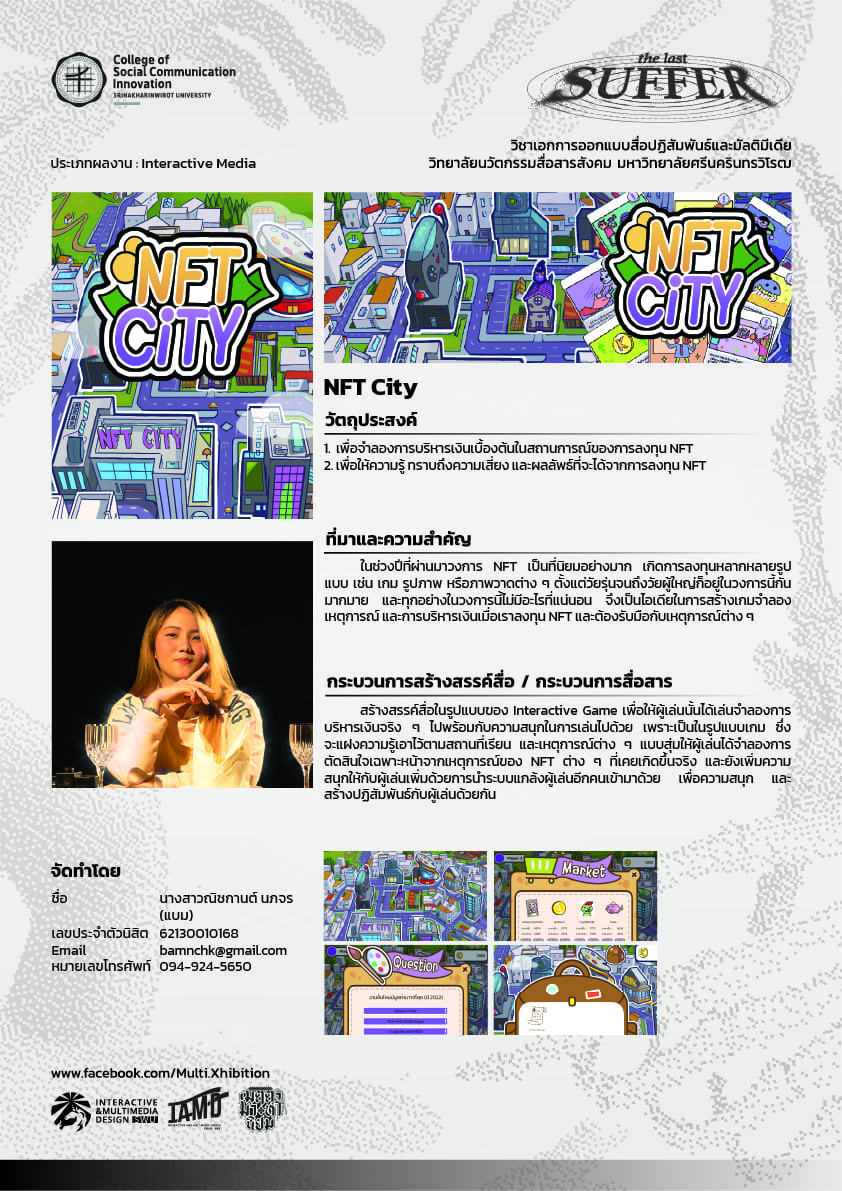 College of
Social Communication
Innovation
SRINAKHARINWIROT UNIVERSITY
the last
SUFFER
วิชาเอกการออกแบบสื่อปฏิสัมพันธ์และมัลติมีเดีย
ประเภทผลงาน : Interactive Media
วิทยาลัยนวัตกรรมสื่อสารสังคม มหาวิทยาลัยศรีนครินทรวิโรฒ
NFT
CiTY
NFT CITY
NFT
CiTY
NFT City
วัตถุประสงค์
1. เพื่อจำลองการบริหารเงินเบื้องต้นในสถานการณ์ของการลงทุน NFT
2. เพื่อให้ความรู้ ทราบถึงความเสี่ยง และผลลัพธ์ที่จะได้จากการลงทุน NFT
ที่มาและความสำคัญ
ในช่วงปีที่ผ่านมาวงการ NFT เป็นที่นิยมอย่างมาก เกิดการลงทุนหลากหลายรูป
แบบ เช่น เกม รูปภาพ หรือภาพวาดต่าง ๆ ตั้งแต่วัยรุ่นจนถึงวัยผู้ใหญ่ก็อยู่ในวงการนี้กัน
มากมาย และทุกอย่างในวงการนี้ไม่มีอะไรที่แน่นอน จึงเป็นไอเดียในการสร้างเกมจำลอง
เหตุการณ์ และการบริหารเงินเมื่อเราลงทุน NFT และต้องรับมือกับเหตุการณ์ต่าง ๆ
กระบวนการสร้างสรรค์สื่อ / กระบวนการสื่อสาร
สร้างสรรค์สื่อในรูปแบบของ Interactive Game เพื่อให้ผู้เล่นนั้นได้เล่นจำลองการ
บริหารเงินจริง ๆ ไปพร้อมกับความสนุกในการเล่นไปด้วย เพราะเป็นในรูปแบบเกม ซึ่ง
จะแฝงความรู้เอาไว้ตามสถานที่เรียน และเหตุการณ์ต่าง ๆ แบบสุ่มให้ผู้เล่นได้จำลองการ
ตัดสินใจเฉพาะหน้าจากเหตุการณ์ของ NFT ต่าง ๆ ที่เคยเกิดขึ้นจริง และยังเพิ่มความ
สนุกให้กับผู้เล่นเพิ่มด้วยการนำระบบแกล้งผู้เล่นอีกคนเข้ามาด้วย เพื่อความสนุก และ
สร้างปฏิสัมพันธ์กับผู้เล่นด้วยกัน
จัดทำโดย
ชื่อ นางสาวณิชกานต์ นภจร
(แบม)
เลขประจำตัวนิสิต 62130010168
Email bamnchk@gmail.com
หมายเลขโทรศัพท์ 094-924-5650
Market
Question
งานชิ้นไหนมีมูลค่ามากที่สุด (ปี 2022)
www.facebook.com/Multi.Xhibition
INTERACTIVE
&MULTIMEDIA
DESIGN SWU
IAMD